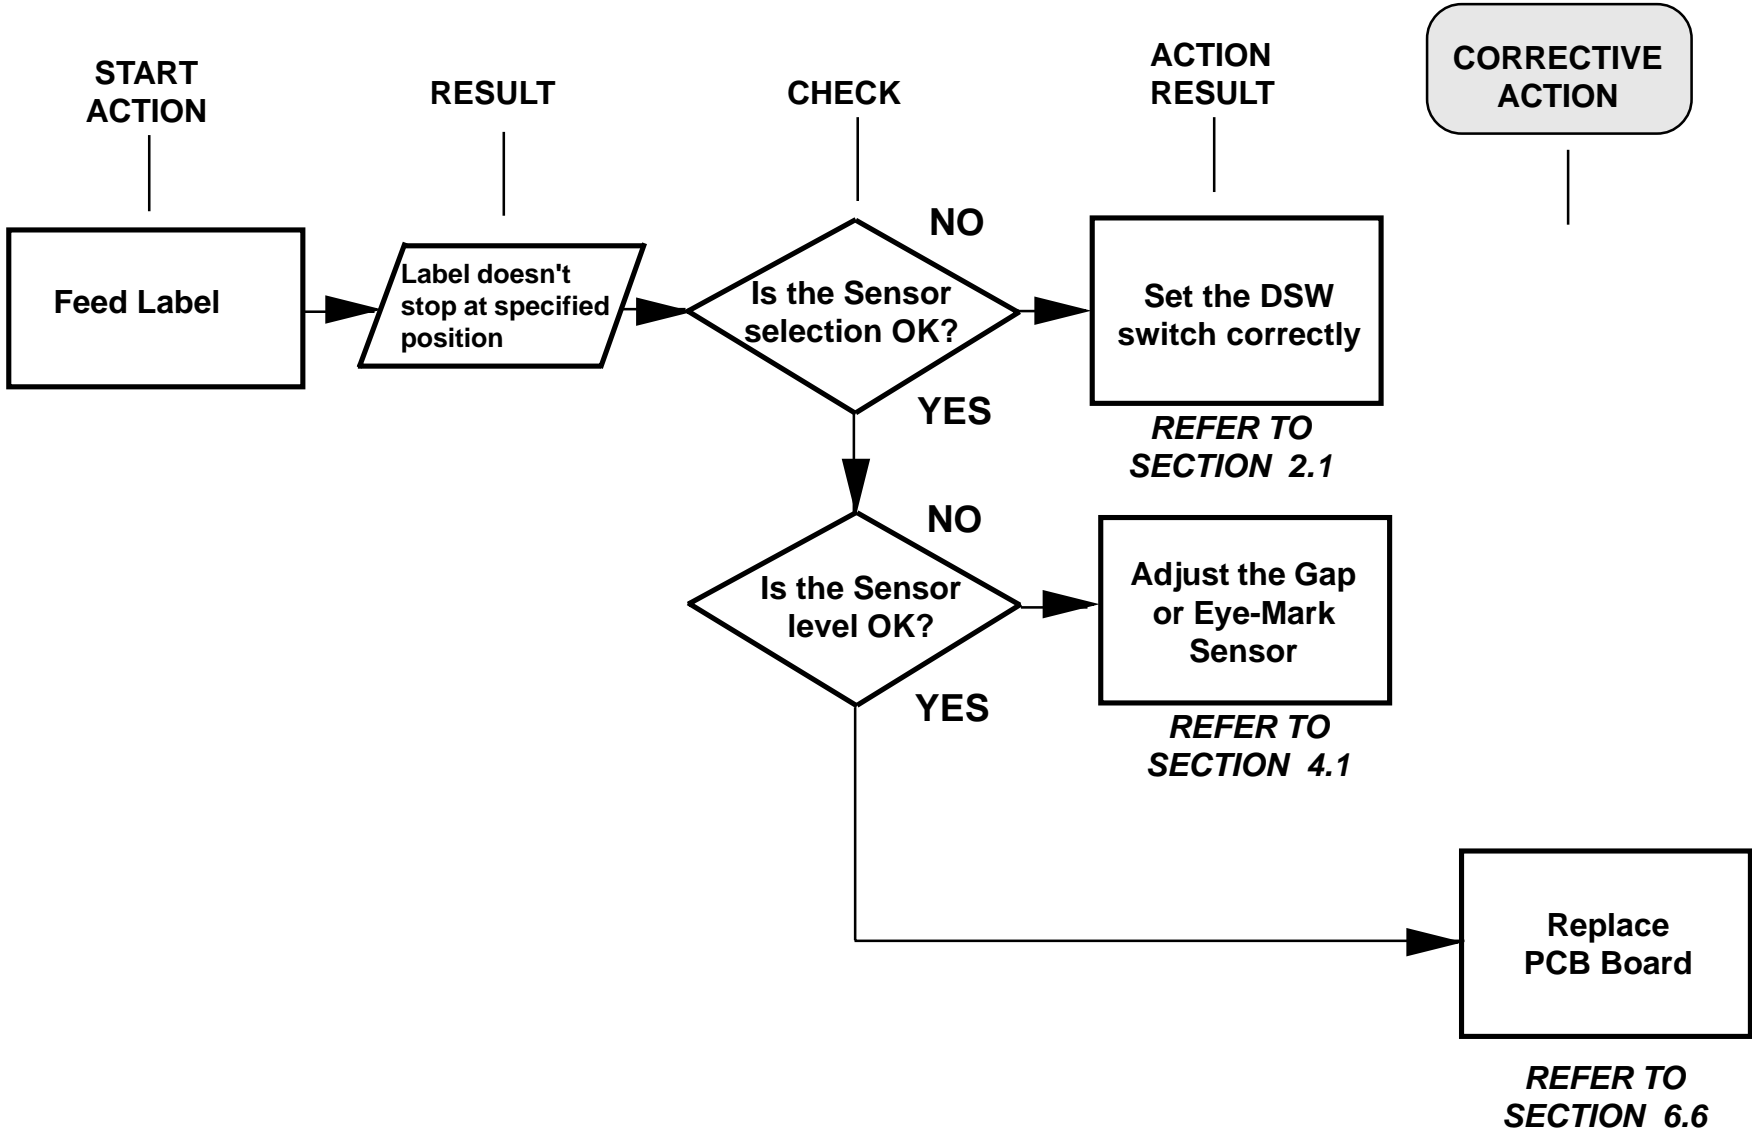 START
ACTION
RESULT
CHECK
ACTION
RESULT
CORRECTIVE
ACTION
Feed Label
Label doesn't
stop at specified
position
Is the Sensor
selection OK?
NO
YES
Set the DSW
switch correctly
REFER TO
SECTION 2.1
Is the Sensor
level OK?
NO
YES
Adjust the Gap
or Eye-Mark
Sensor
REFER TO
SECTION 4.1
Replace
PCB Board
REFER TO
SECTION 6.6